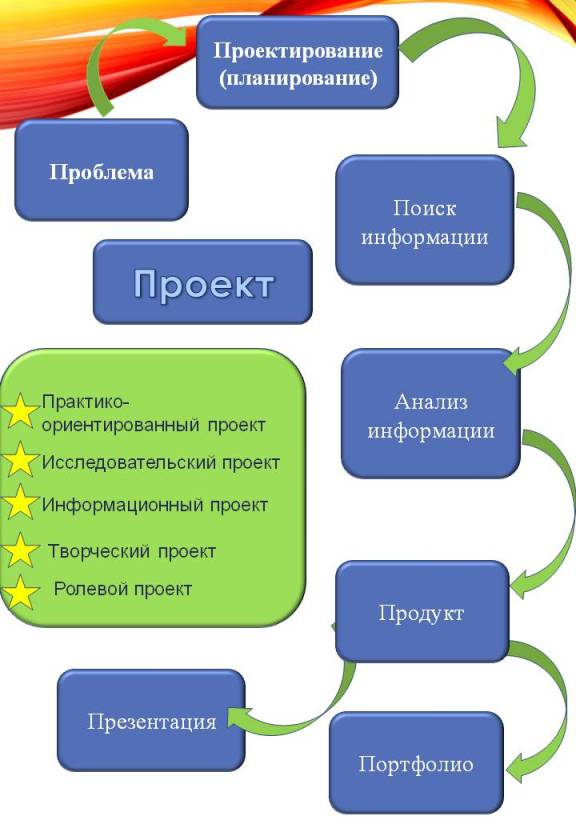 Проектирование
(планирование)
Проблема
Поиск
информации
Проект
Анализ
информации
Практико-
ориентированный проект
Исследовательский проект
Информационный проект
Творческий проект
Ролевой проект
Продукт
Презентация
Портфолио